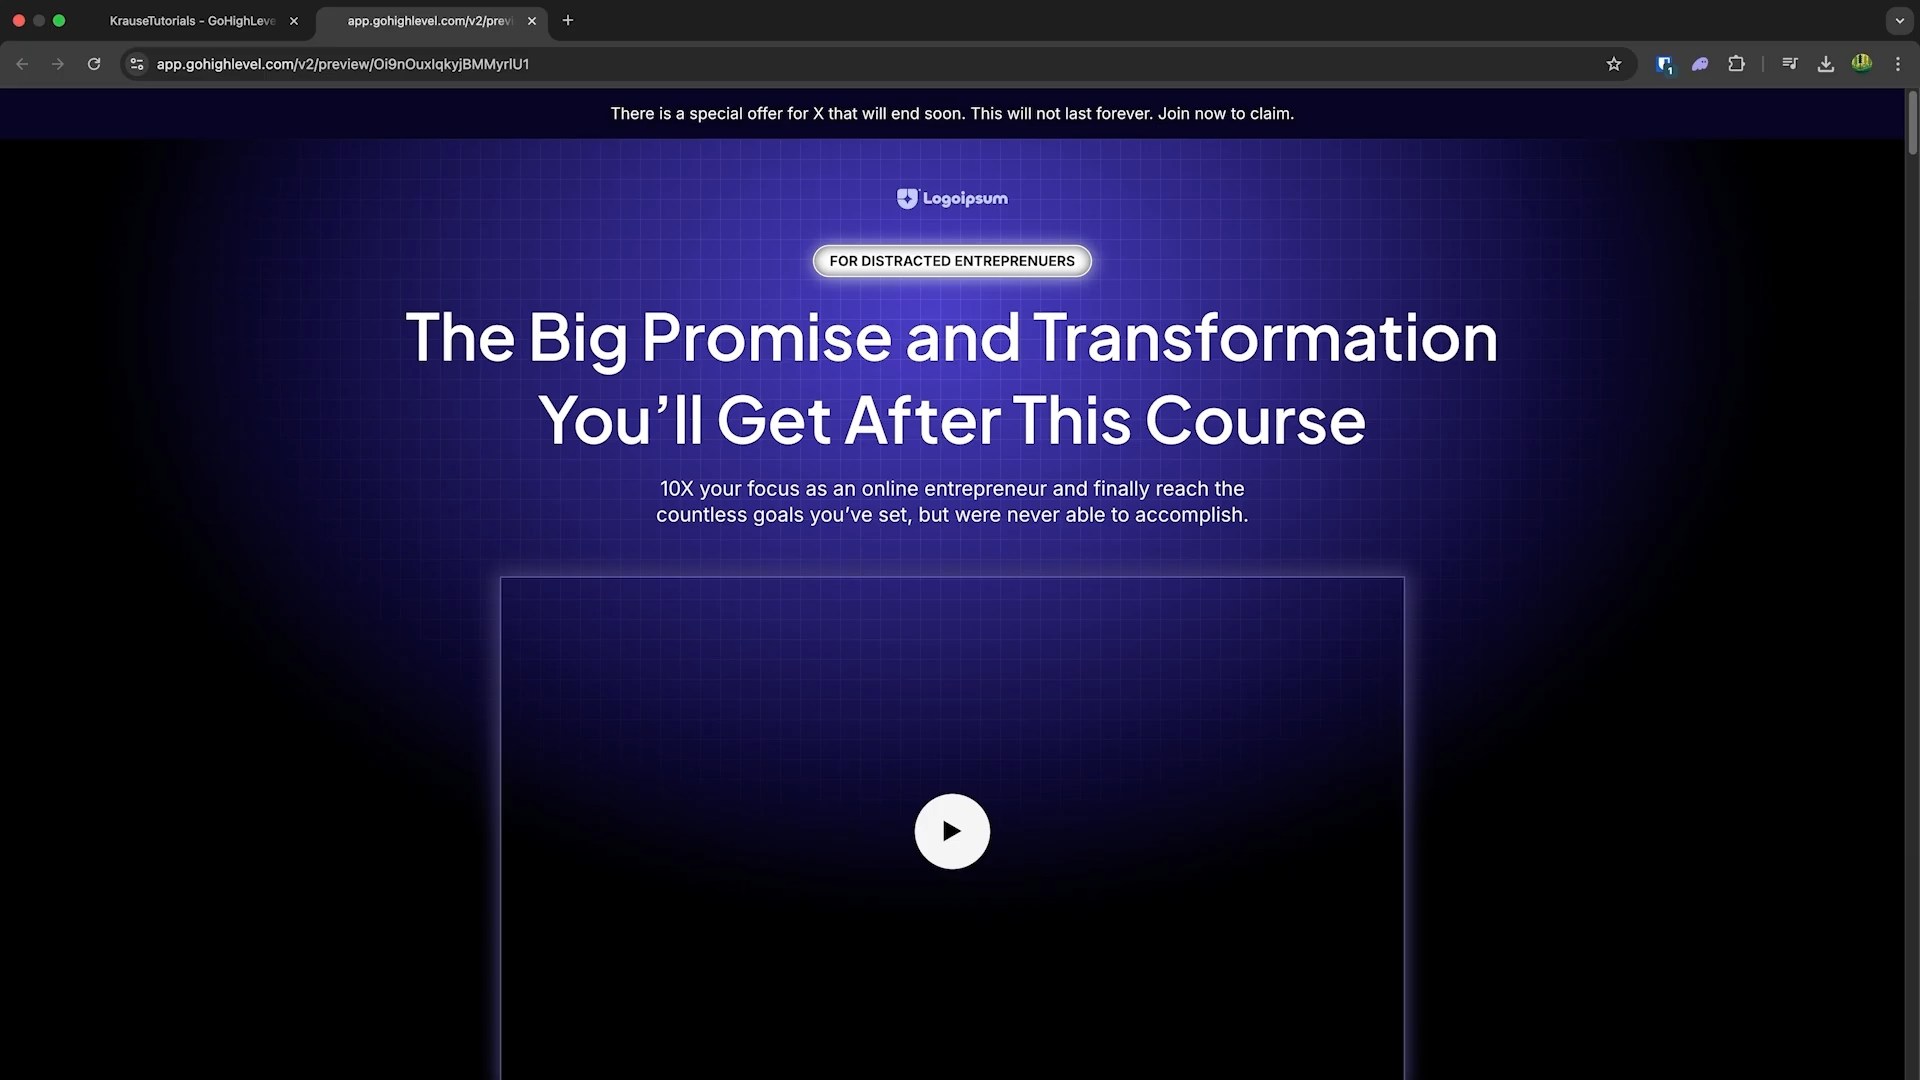 KrauseTutorials - GoHighLeve
app.gohighlevel.com/v2/previ
app.gohighlevel.com/v2/preview/Oi9nOuxIqkyjBMMyrIU1
1
There is a special offer for X that will end soon. This will not last forever. Join now to claim.
Logoipsum
FOR DISTRACTED ENTREPRENUERS
The Big Promise and Transformation
You’ll Get After This Course
10X your focus as an online entrepreneur and finally reach the
countless goals you’ve set, but were never able to accomplish.